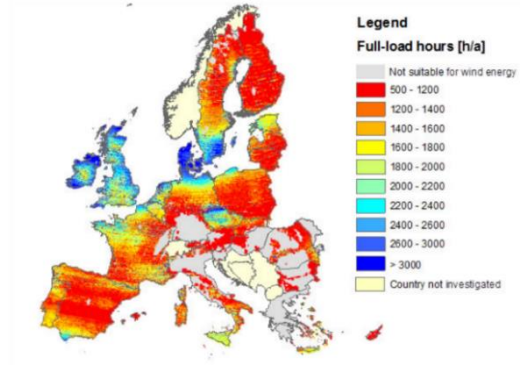 Legend
Full-load hours [h/a]
Not suitable for wind energy
500 - 1200
1200 - 1400
1400 - 1600
1600 - 1800
1800 - 2000
2000 - 2200
2200 - 2400
2400 - 2600
2600 - 3000
> 3000
Country not investigated